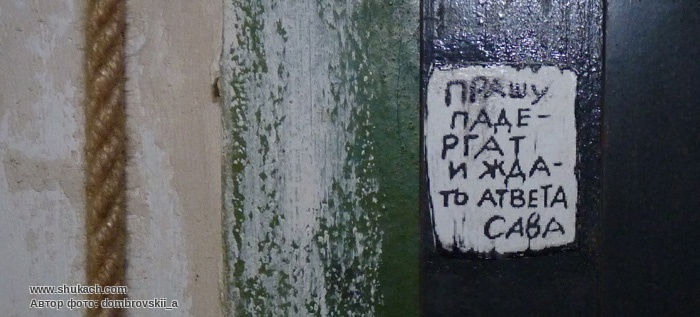 ПРАШУ
ПАДЕ-
РГАТ
И ЖДА-
ТЬ АТВЕТА
САВА
www.shukach.com
Автор фото: dombrovskii_a